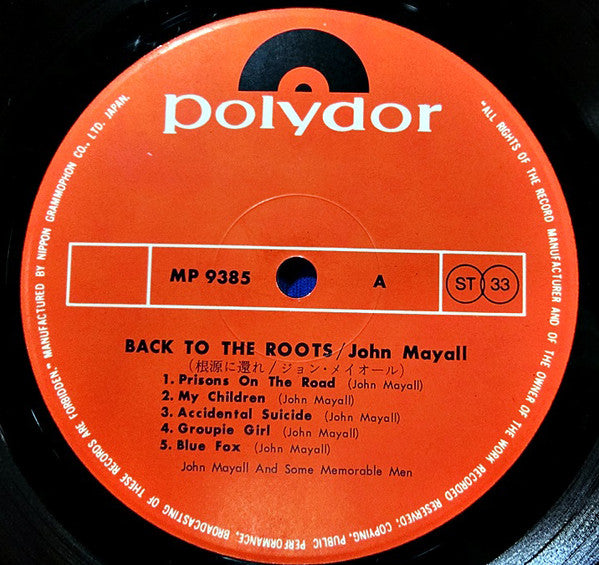 polydor
MP 9385
A
ST 33
BACK TO THE ROOTS/John Mayall
(根源に還れ/ジョン・メイオール)
1. Prisons On The Road (John Mayall)
2. My Children (John Mayall)
3. Accidental Suicide (John Mayall)
4. Groupie Girl (John Mayall)
5. Blue Fox (John Mayall)
John Mayall And Some Memorable Men
"ALL RIGHTS OF THE RECORD MANUFACTURER AND OF THE OWNER OF THE WORK RECORDED RESERVED; COPYING, PUBLIC PERFORMANCE, BROADCASTING OF THESE RECORDS ARE FORBIDDEN" MANUFACTURED BY NIPPON GRAMMOPHON CO., LTD. JAPAN.